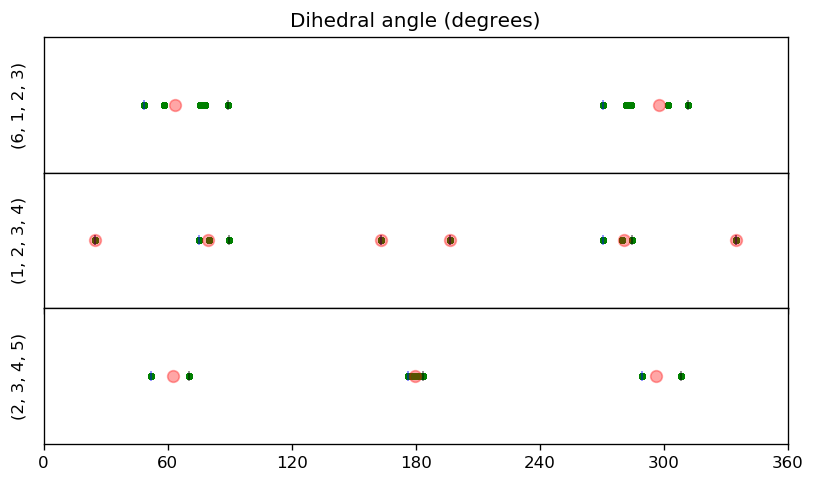 Dihedral angle (degrees)
(6, 1, 2, 3)
(1, 2, 3, 4)
(2, 3, 4, 5)
0 60 120 180 240 300 360